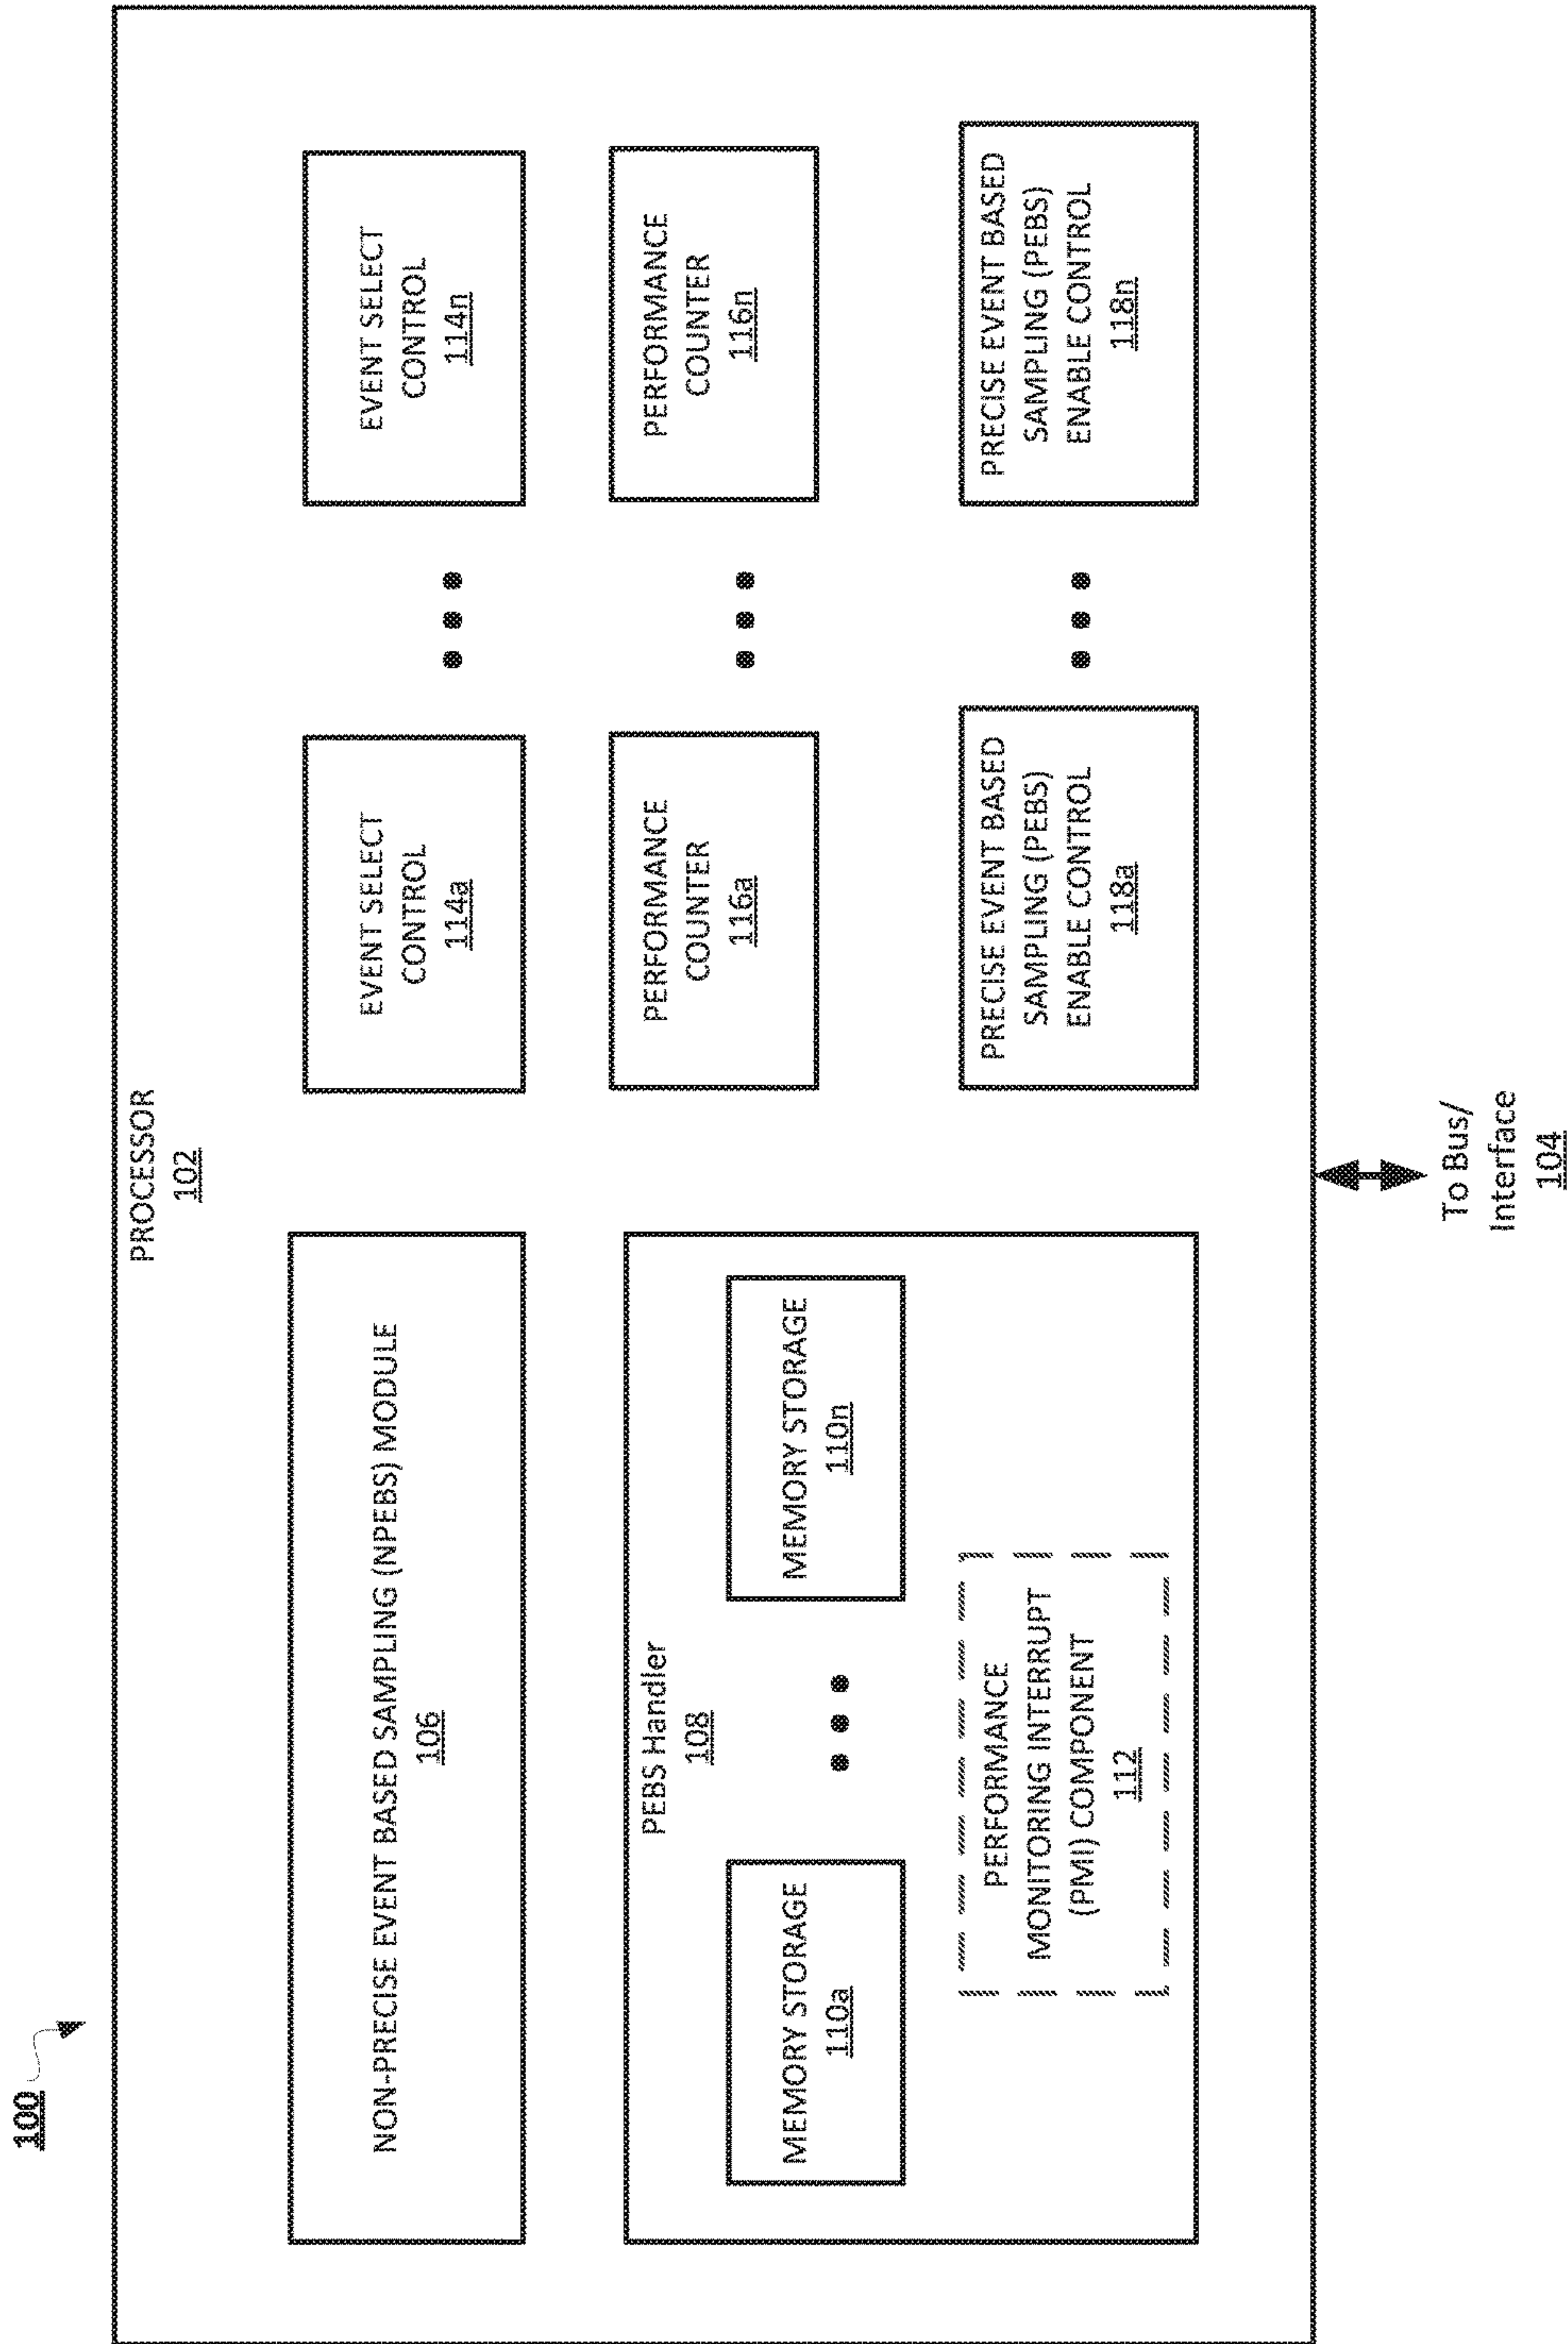 100
PROCESSOR
102
NON-PRECISE EVENT BASED SAMPLING (NPEBS) MODULE
106
PEBS Handler
108
MEMORY STORAGE
110a
MEMORY STORAGE
110n
PERFORMANCE
MONITORING INTERRUPT
(PMI) COMPONENT
112
EVENT SELECT
CONTROL
114a
EVENT SELECT
CONTROL
114n
PERFORMANCE
COUNTER
116a
PERFORMANCE
COUNTER
116n
PRECISE EVENT BASED
SAMPLING (PEBS)
ENABLE CONTROL
118a
PRECISE EVENT BASED
SAMPLING (PEBS)
ENABLE CONTROL
118n
To Bus/
Interface
104